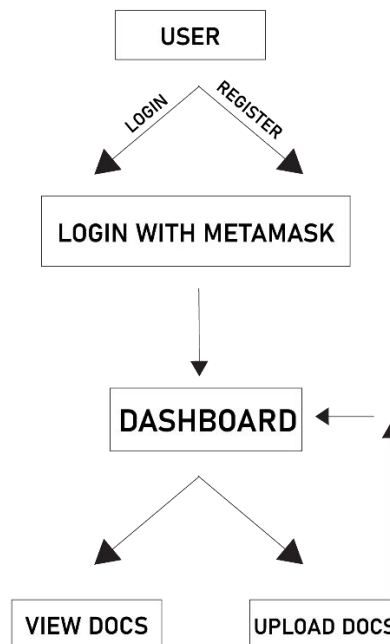 USER
LOGIN
REGISTER
LOGIN WITH METAMASK
DASHBOARD
VIEW DOCS
UPLOAD DOCS